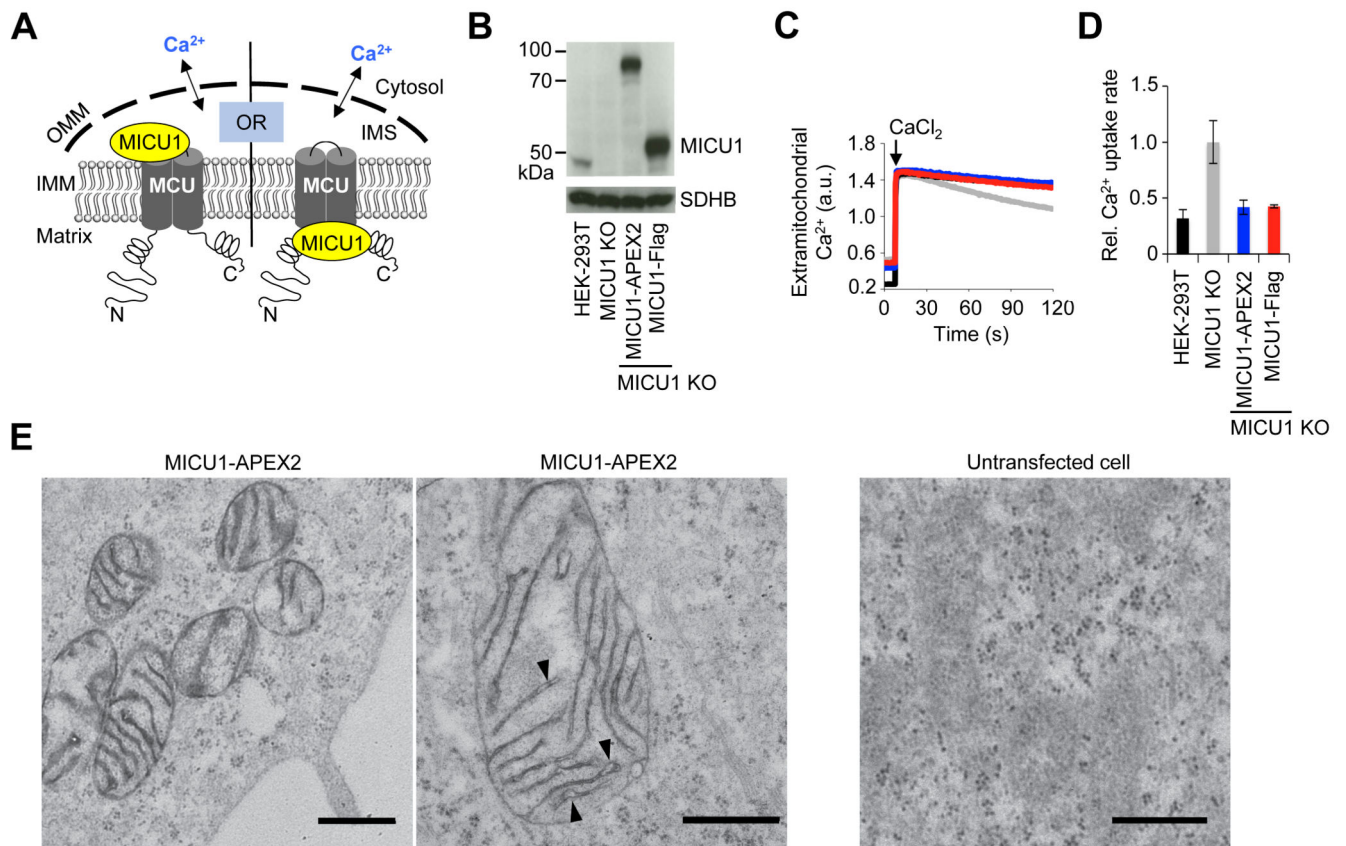 A
Ca²⁺
Ca²⁺
Cytosol
OMM
OR
IMS
MICU1
IMM
MCU
MCU
Matrix
MICU1
C
C
N
N
B
100
70
50
kDa
MICU1
SDHB
HEK-293T
MICU1 KO
MICU1-APEX2
MICU1-Flag
MICU1 KO
C
CaCl₂
Extramitochondrial
Ca²⁺ (a.u.)
1.8
1.4
1.0
0.6
0.2
0
30
60
90
120
Time (s)
D
Rel. Ca²⁺ uptake rate
1.5
1.0
0.5
0
HEK-293T
MICU1 KO
MICU1-APEX2
MICU1-Flag
MICU1 KO
E
MICU1-APEX2
MICU1-APEX2
Untransfected cell